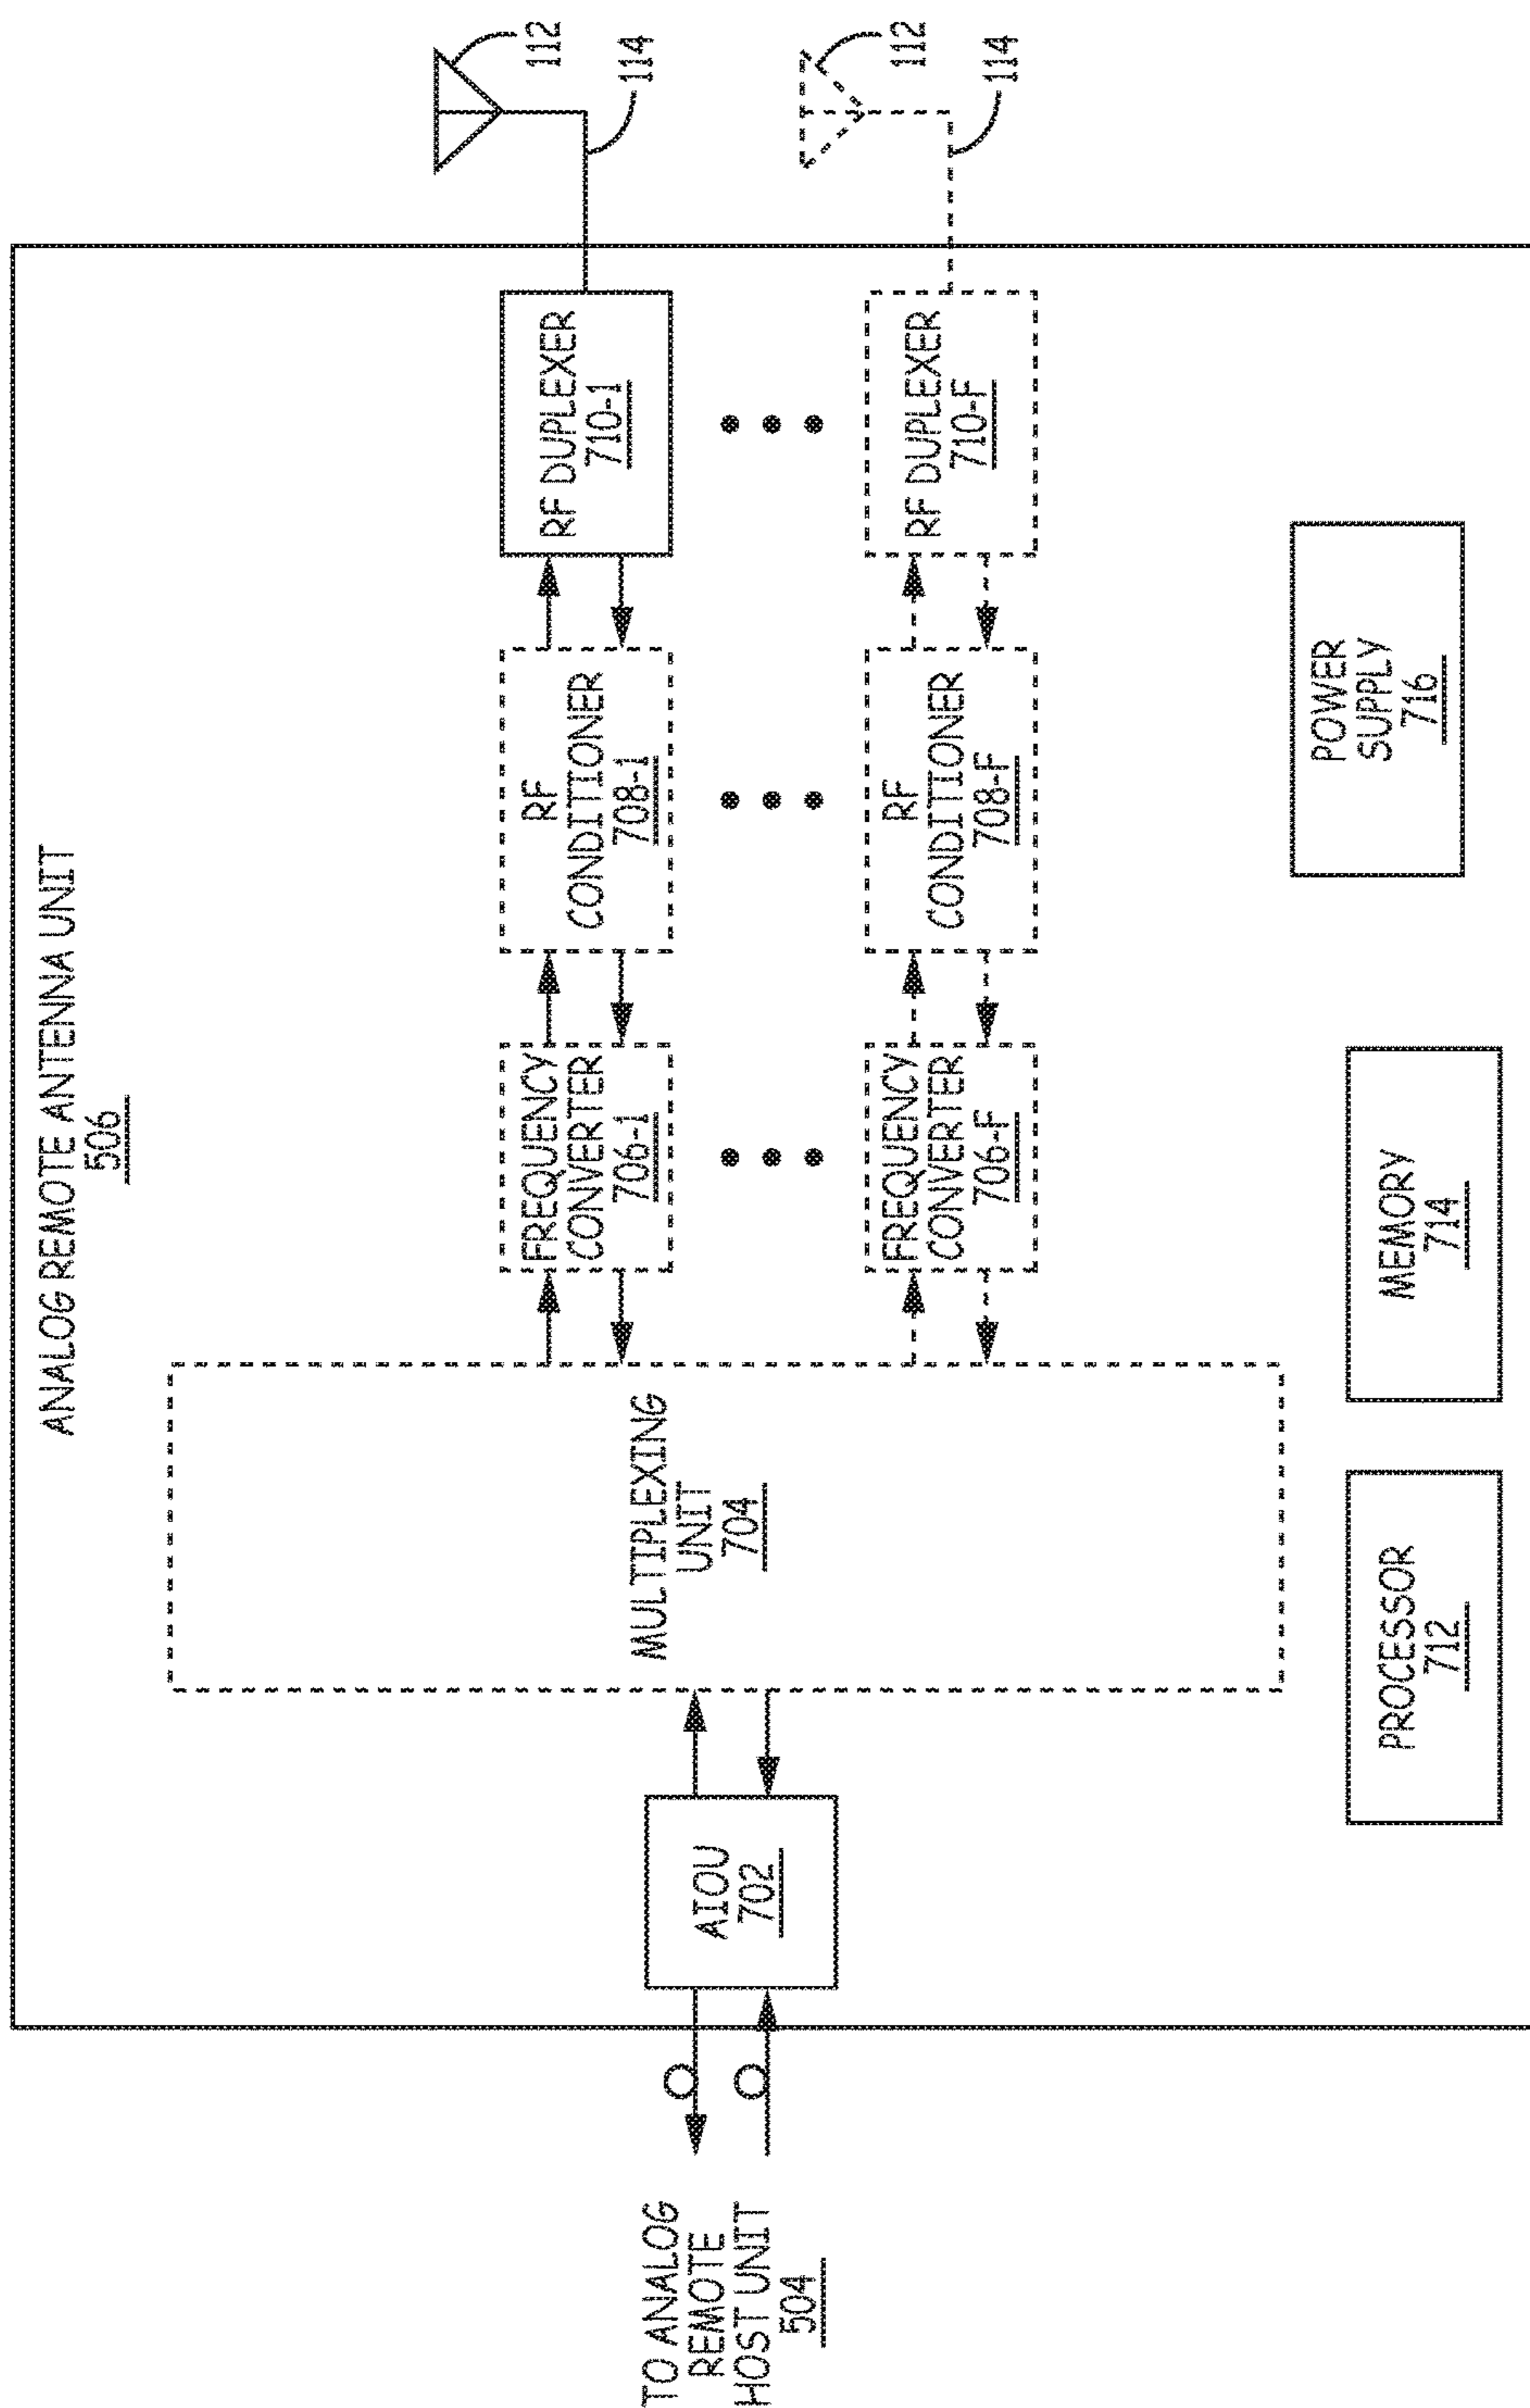 ANALOG REMOTE ANTENNA UNIT
506
TO ANALOG
REMOTE
HOST UNIT
504
AIOU
702
MULTIPLEXING
UNIT
704
FREQUENCY
CONVERTER
706-1
RF
CONDITIONER
708-1
RF DUPLEXER
710-1
112
114
FREQUENCY
CONVERTER
706-F
RF
CONDITIONER
708-F
RF DUPLEXER
710-F
112
114
PROCESSOR
712
MEMORY
714
POWER
SUPPLY
716